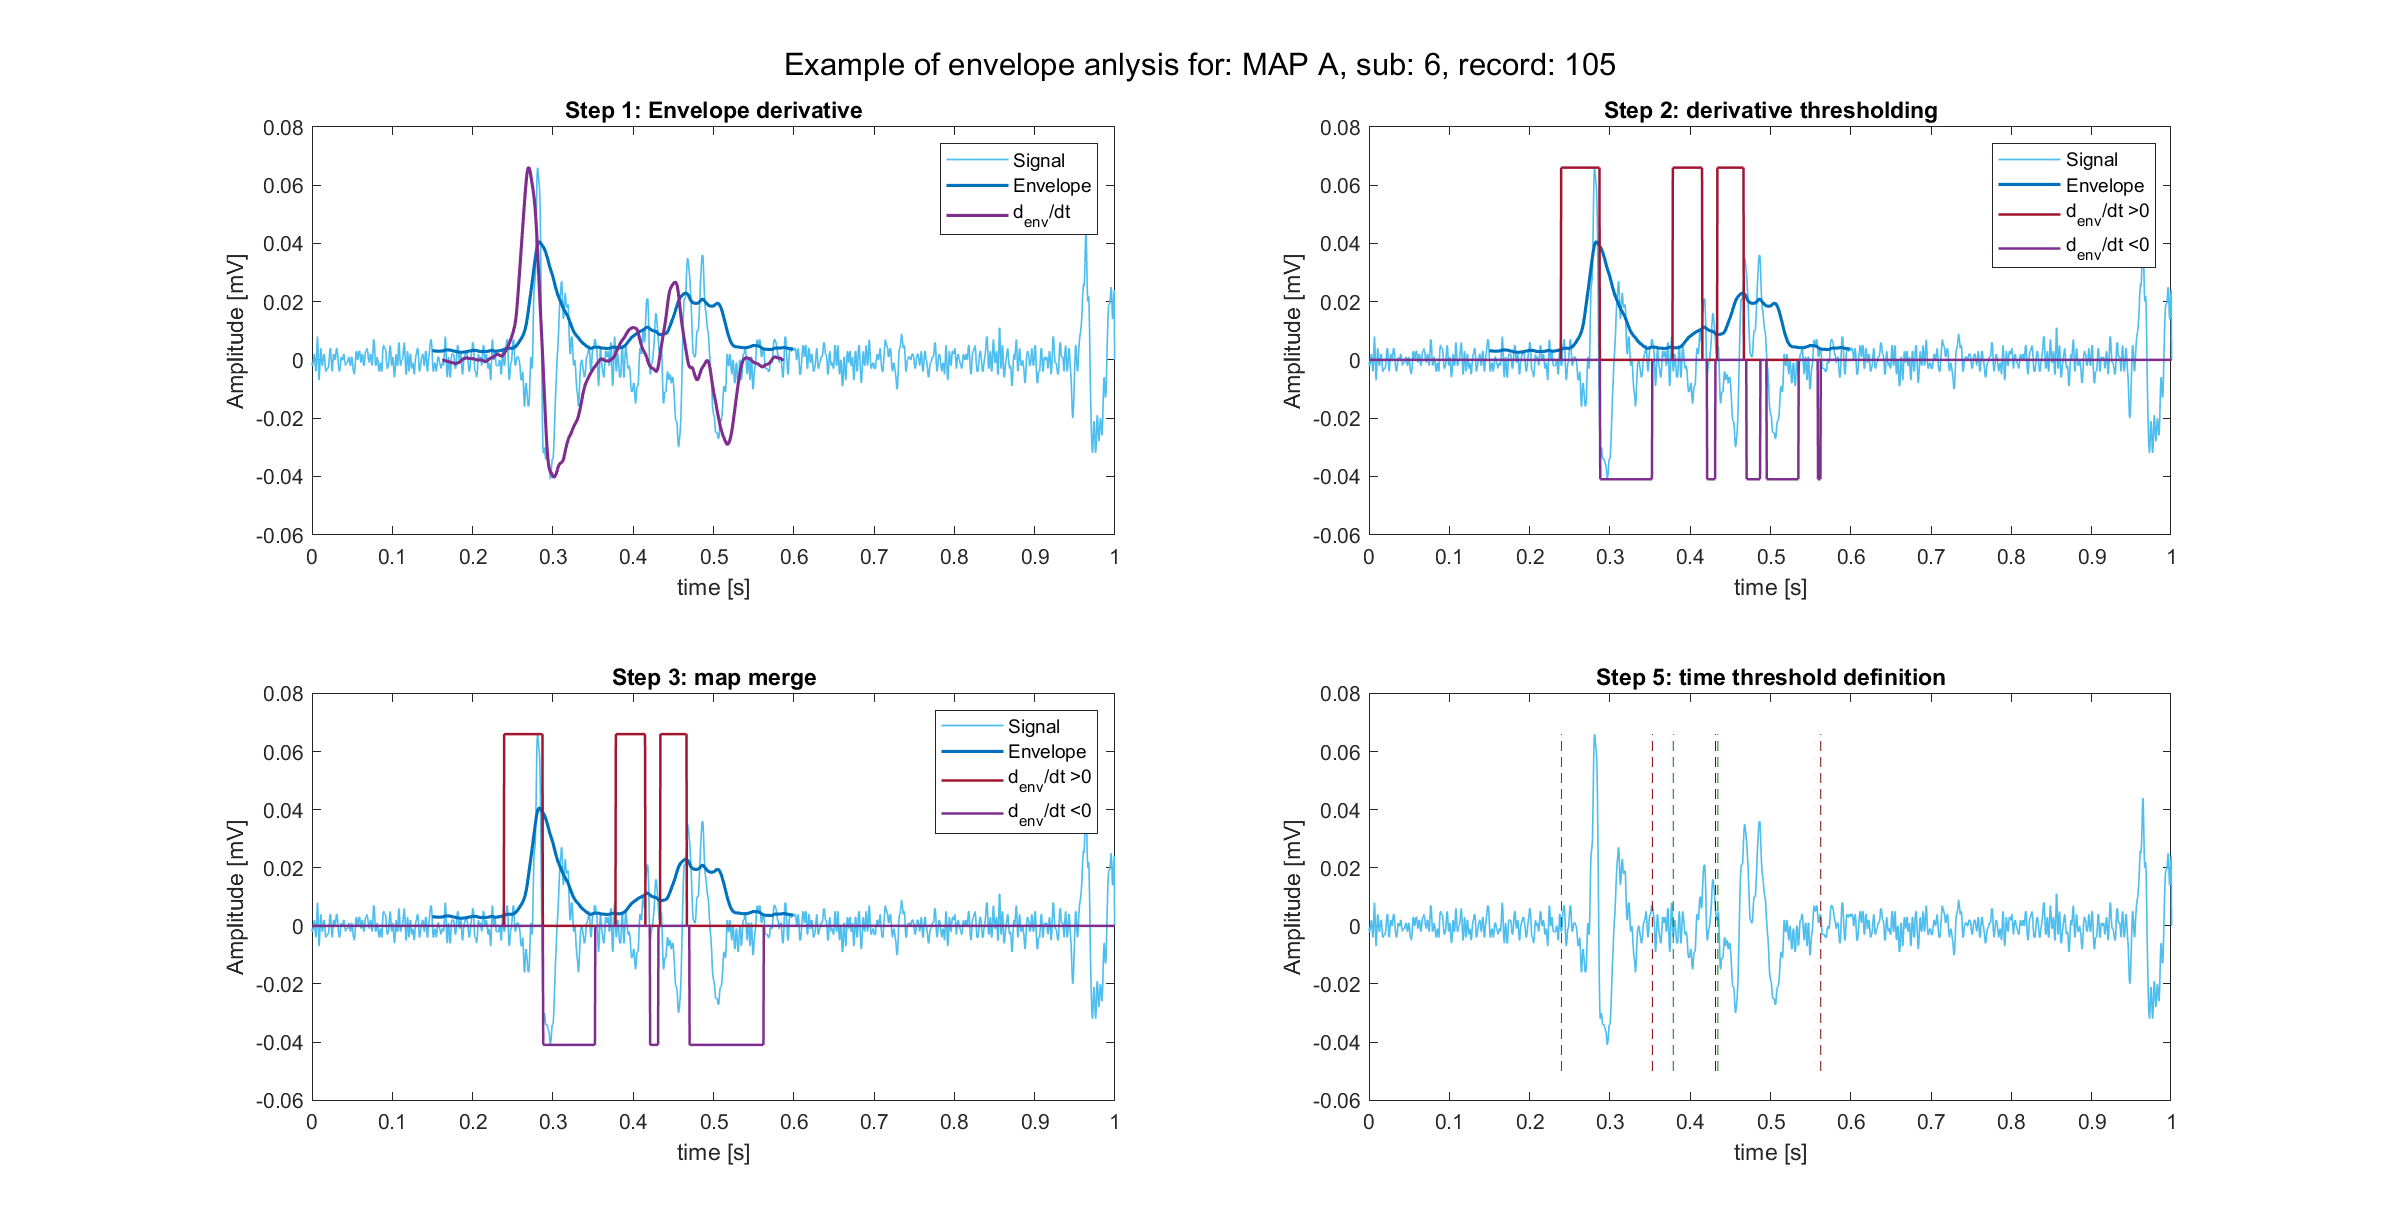 Example of envelope anlysis for: MAP A, sub: 6, record: 105
Step 1: Envelope derivative
0.08
0.06
0.04
0.02
0
-0.02
-0.04
-0.06
Amplitude [mV]
0 0.1 0.2 0.3 0.4 0.5 0.6 0.7 0.8 0.9 1
time [s]
Signal
Envelope
d_env/dt
Step 2: derivative thresholding
0.08
0.06
0.04
0.02
0
-0.02
-0.04
-0.06
Amplitude [mV]
0 0.1 0.2 0.3 0.4 0.5 0.6 0.7 0.8 0.9 1
time [s]
Signal
Envelope
d_env/dt >0
d_env/dt <0
Step 3: map merge
0.08
0.06
0.04
0.02
0
-0.02
-0.04
-0.06
Amplitude [mV]
0 0.1 0.2 0.3 0.4 0.5 0.6 0.7 0.8 0.9 1
time [s]
Signal
Envelope
d_env/dt >0
d_env/dt <0
Step 5: time threshold definition
0.08
0.06
0.04
0.02
0
-0.02
-0.04
-0.06
Amplitude [mV]
0 0.1 0.2 0.3 0.4 0.5 0.6 0.7 0.8 0.9 1
time [s]